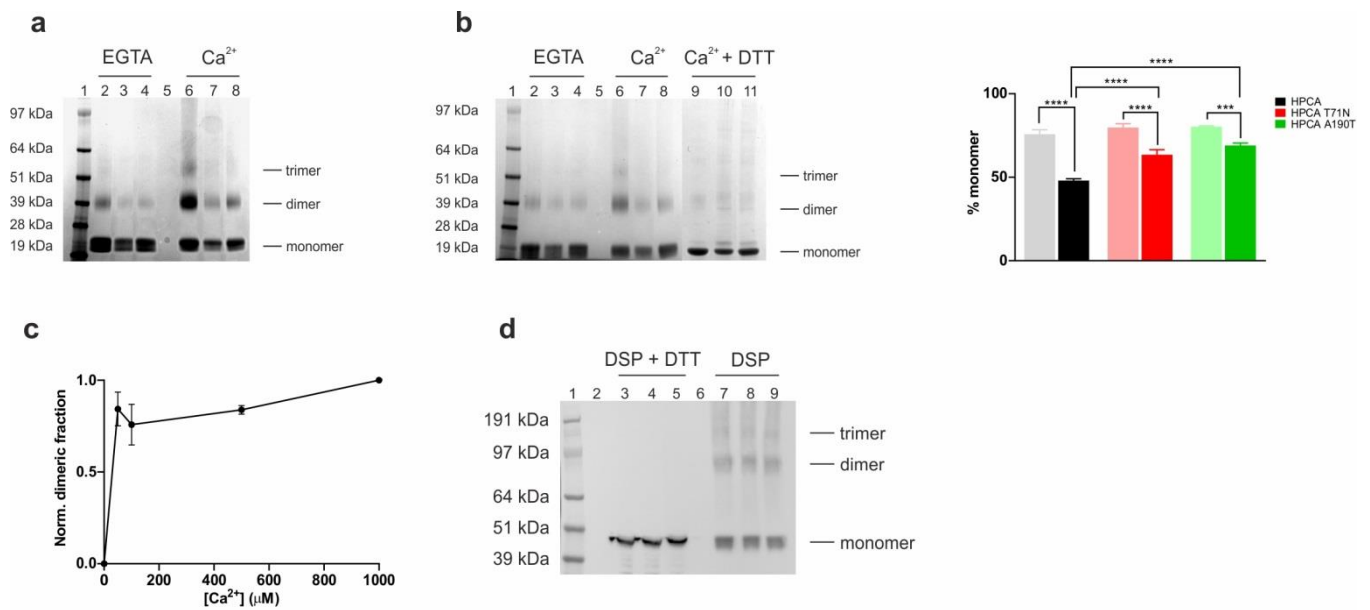 a
EGTA Ca²⁺
1 2 3 4 5 6 7 8
97 kDa
64 kDa
51 kDa
39 kDa
28 kDa
19 kDa
trimer
dimer
monomer
b
EGTA Ca²⁺ Ca²⁺ + DTT
1 2 3 4 5 6 7 8 9 10 11
97 kDa
64 kDa
51 kDa
39 kDa
28 kDa
19 kDa
trimer
dimer
monomer
% monomer
100
50
0
**** **** **** **** ***
HPCA
HPCA T71N
HPCA A190T
c
Norm. dimeric fraction
1.0
0.5
0.0
0 200 400 600 800 1000
[Ca²⁺] (µM)
d
DSP + DTT DSP
1 2 3 4 5 6 7 8 9
191 kDa
97 kDa
64 kDa
51 kDa
39 kDa
trimer
dimer
monomer